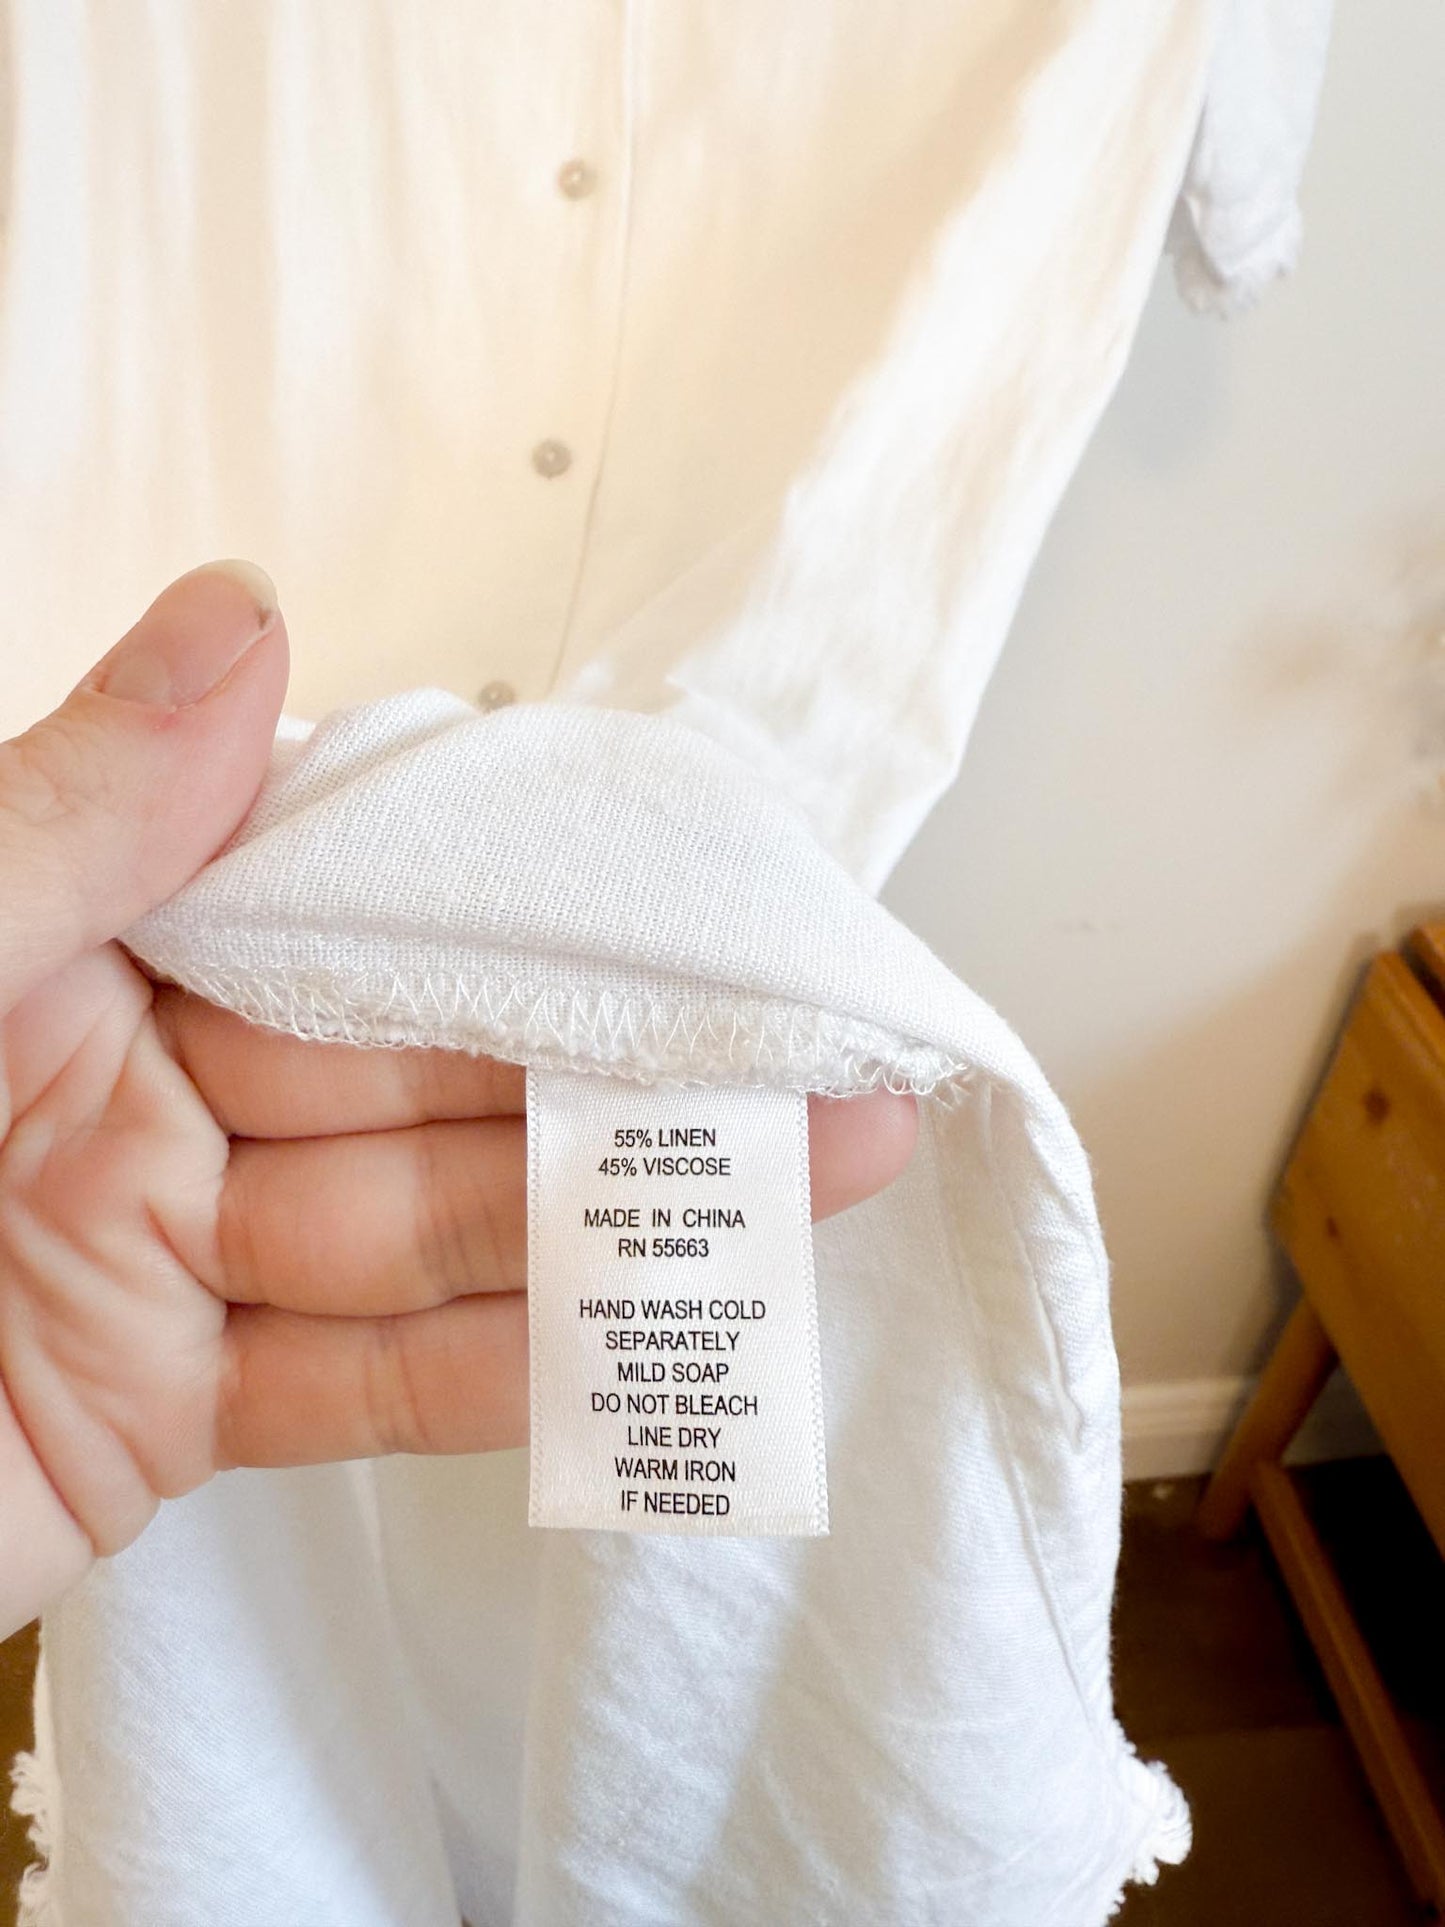 55% LINEN
45% VISCOSE
MADE IN CHINA
RN 55663
HAND WASH COLD
SEPARATELY
MILD SOAP
DO NOT BLEACH
LINE DRY
WARM IRON
IF NEEDED